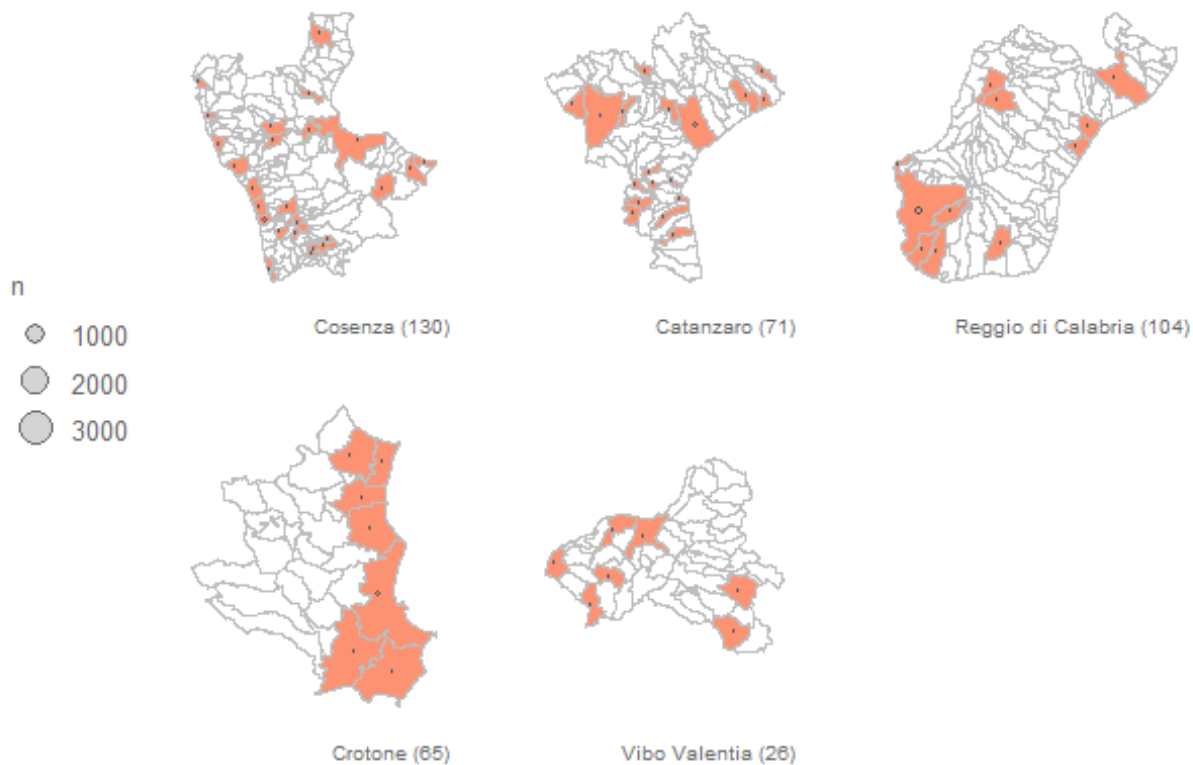 Cosenza (130)
Catanzaro (71)
Reggio di Calabria (104)
n
1000
2000
3000
Crotone (65)
Vibo Valentia (26)